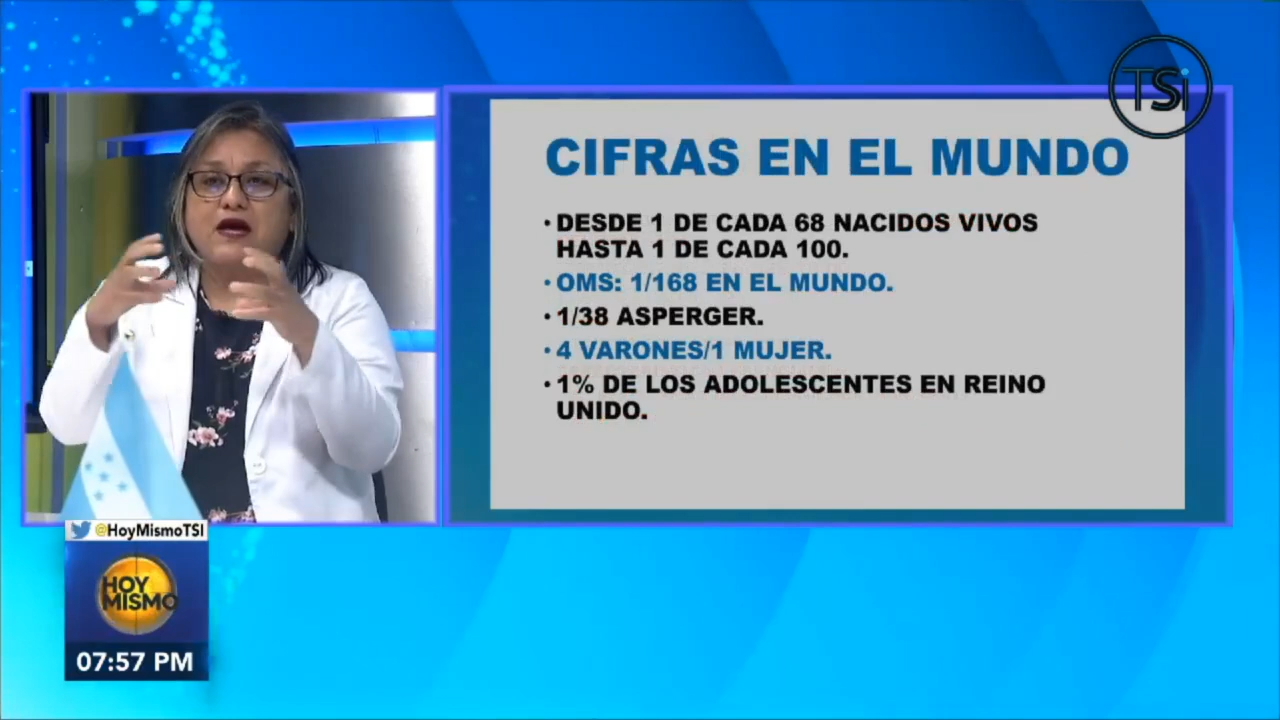 TSi
CIFRAS EN EL MUNDO
• DESDE 1 DE CADA 68 NACIDOS VIVOS
HASTA 1 DE CADA 100.
• OMS: 1/168 EN EL MUNDO.
• 1/38 ASPERGER.
• 4 VARONES/1 MUJER.
• 1% DE LOS ADOLESCENTES EN REINO
UNIDO.
@HoyMismoTSI
HOY
MISMO
07:57 PM